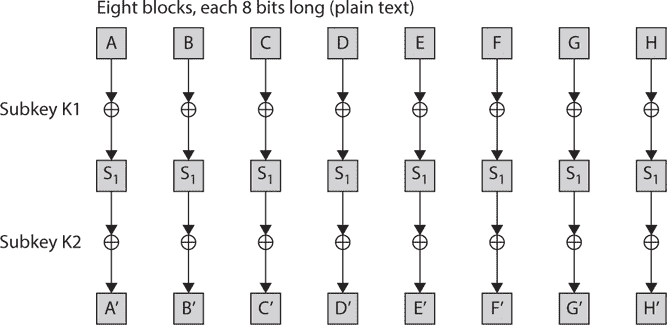 Eight blocks, each 8 bits long (plain text)
A B C D E F G H
Subkey K1
S₁ S₁ S₁ S₁ S₁ S₁ S₁ S₁
Subkey K2
A’ B’ C’ D’ E’ F’ G’ H’